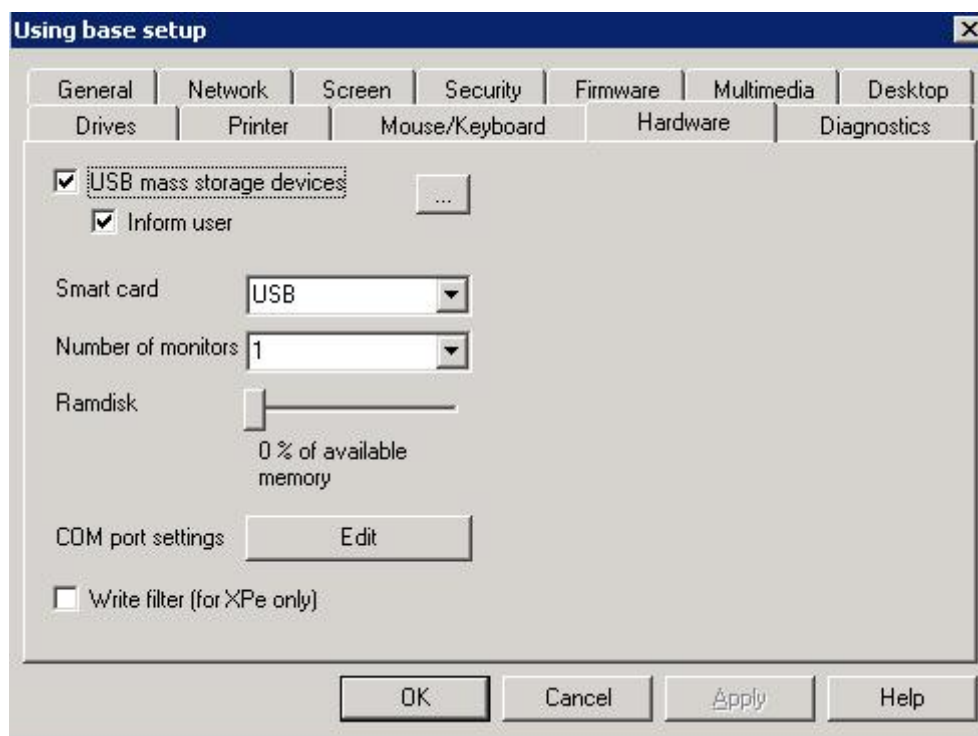 Using base setup
General Network Screen Security Firmware Multimedia Desktop
Drives Printer Mouse/Keyboard Hardware Diagnostics
USB mass storage devices ...
Inform user
Smart card USB
Number of monitors 1
Ramdisk
0 % of available
memory
COM port settings Edit
Write filter (for XPe only)
OK Cancel Apply Help